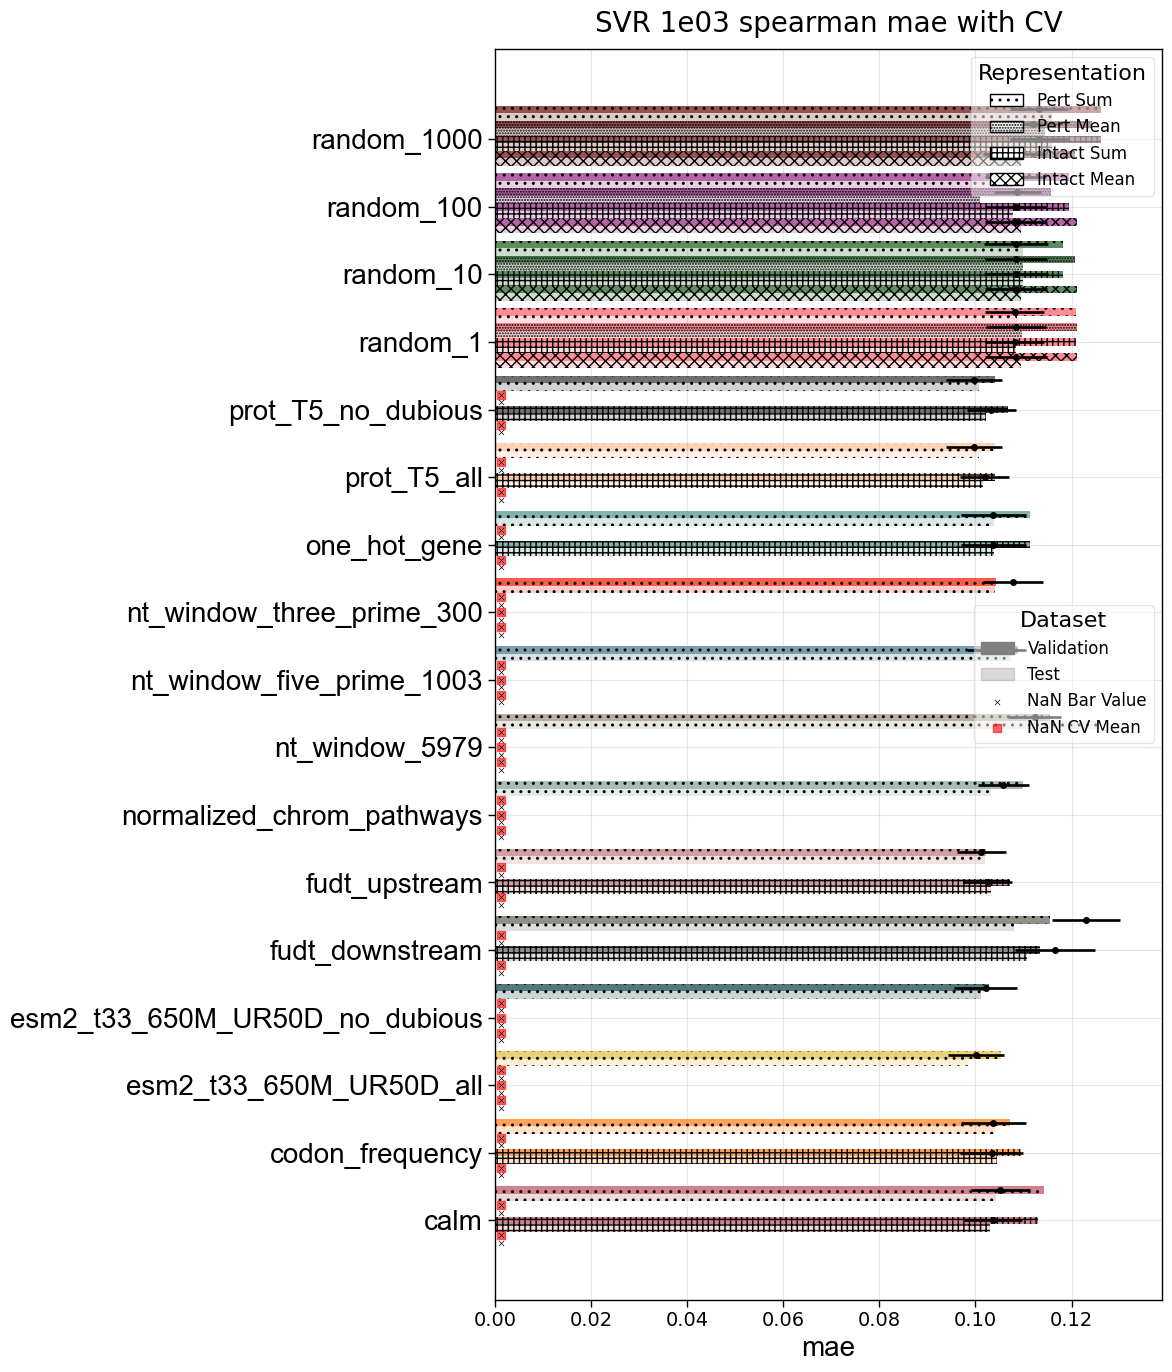 SVR 1e03 spearman mae with CV
Representation
Pert Sum
Pert Mean
Intact Sum
Intact Mean
random_1000
random_100
random_10
random_1
prot_T5_no_dubious
prot_T5_all
one_hot_gene
nt_window_three_prime_300
nt_window_five_prime_1003
nt_window_5979
normalized_chrom_pathways
fudt_upstream
fudt_downstream
esm2_t33_650M_UR50D_no_dubious
esm2_t33_650M_UR50D_all
codon_frequency
calm
Dataset
Validation
Test
NaN Bar Value
NaN CV Mean
0.00 0.02 0.04 0.06 0.08 0.10 0.12
mae